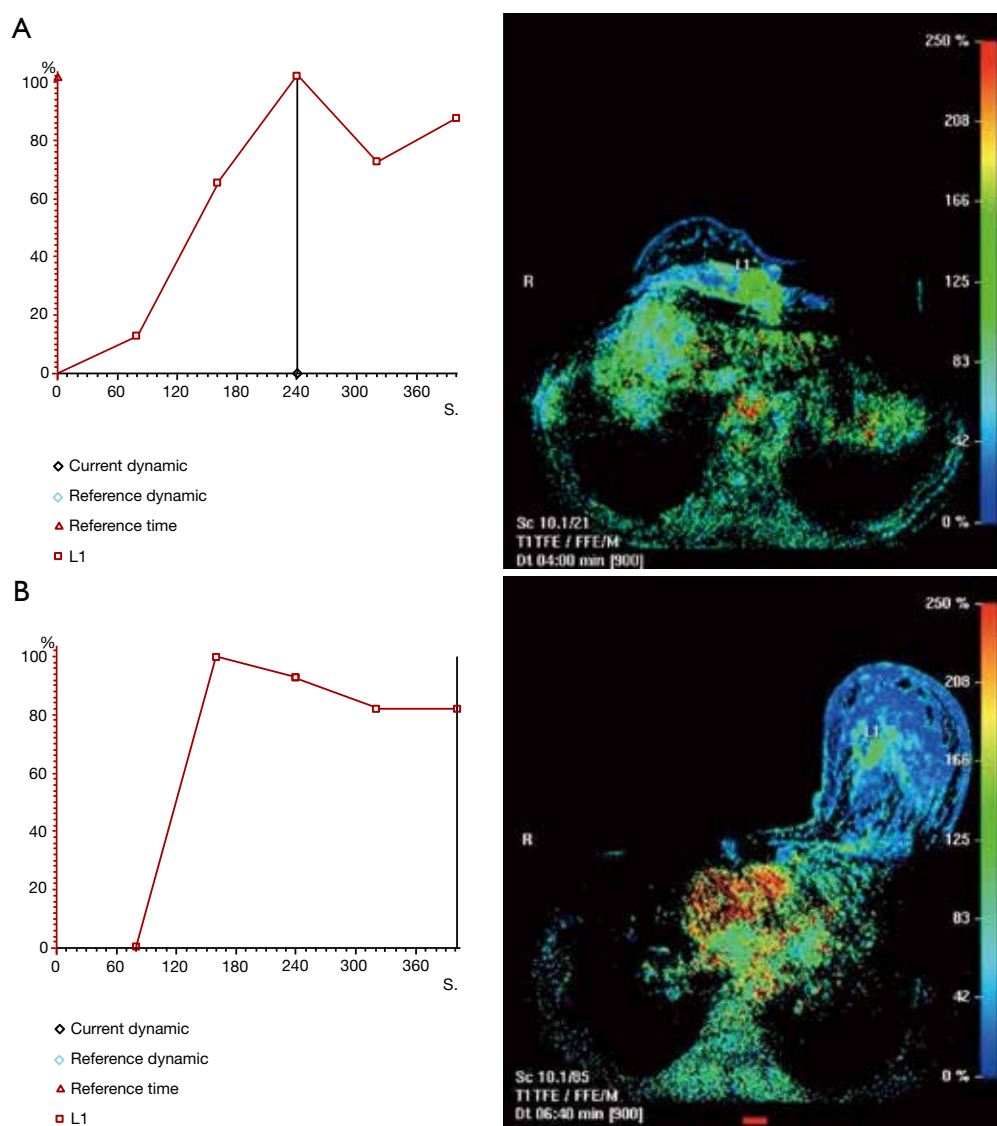 A
%
100
80
60
40
20
0
0 60 120 180 240 300 360
S.
Current dynamic
Reference dynamic
Reference time
L1
250 %
208
166
125
83
42
0 %
L1
R
Sc 10.1/21
T1TFE / FFE/M
Dt 04:00 min [900]
B
%
100
80
60
40
20
0
0 60 120 180 240 300 360
S.
Current dynamic
Reference dynamic
Reference time
L1
250 %
208
166
125
83
42
0 %
L1
R
Sc 10.1/85
T1TFE / FFE/M
Dt 06:40 min [900]